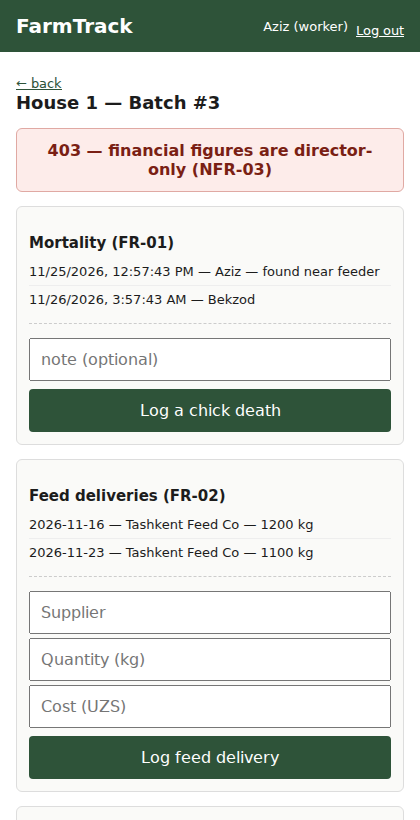 FarmTrack
Aziz (worker) Log out
← back
House 1 — Batch #3
403 — financial figures are director-
only (NFR-03)
Mortality (FR-01)
11/25/2026, 12:57:43 PM — Aziz — found near feeder
11/26/2026, 3:57:43 AM — Bekzod
note (optional)
Log a chick death
Feed deliveries (FR-02)
2026-11-16 — Tashkent Feed Co — 1200 kg
2026-11-23 — Tashkent Feed Co — 1100 kg
Supplier
Quantity (kg)
Cost (UZS)
Log feed delivery